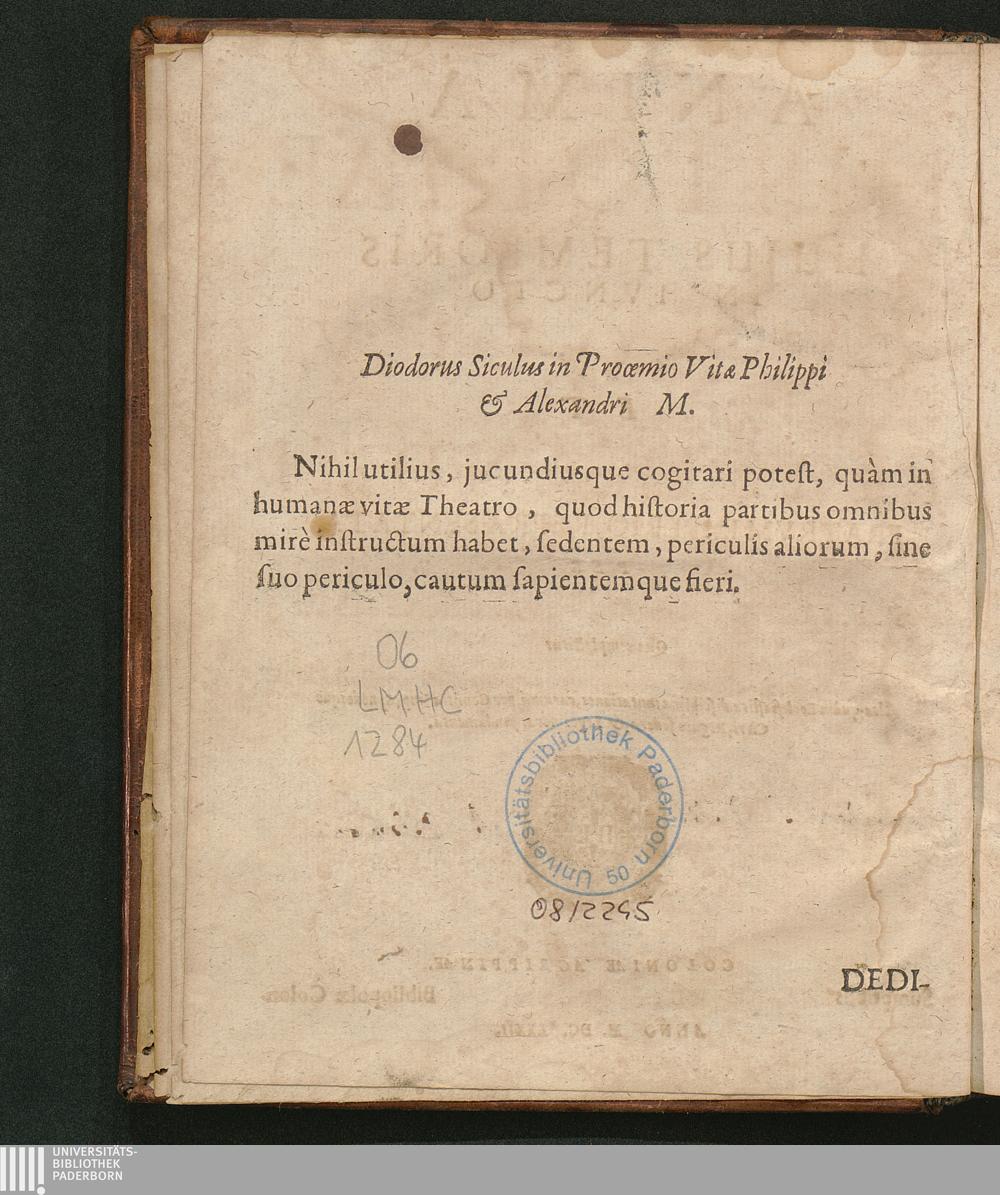 Diodorus Siculus in Proœmio Vitæ Philippi
& Alexandri M.
Nihil utilius, jucundiusque cogitari poteſt, quàm in
humanæ vitæ Theatro, quod hiſtoria partibus omnibus
mirè inſtructum habet, ſedentem, periculis aliorum, ſine
ſuo periculo, cautum ſapientemque fieri.
06
LMHC
1284
Universitätsbibliothek Paderborn 50
08/2245
DEDI-
UNIVERSITÄTS-
BIBLIOTHEK
PADERBORN